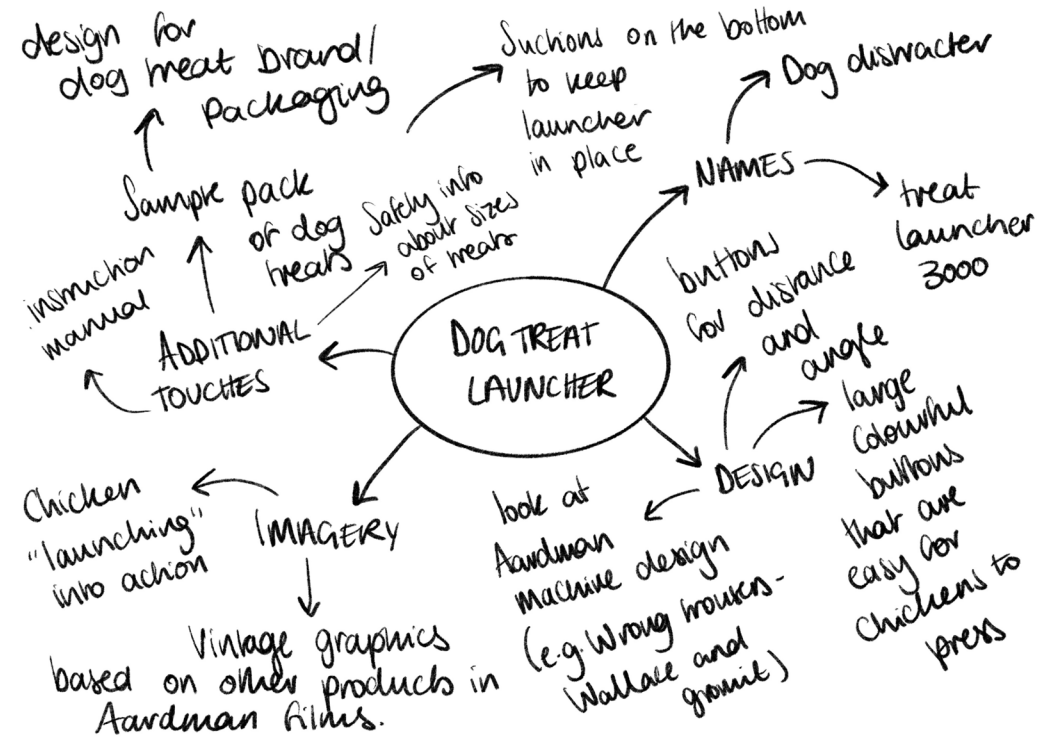 design for
dog treat brand/
Packaging
Sample pack
of dog
treats
Suctions on the bottom
to keep
launcher
in place
Safety info
about sizes
of treats
instruction
manual
ADDITIONAL
TOUCHES
DOG TREAT
LAUNCHER
NAMES
Dog distracter
treat
launcher
3000
buttons
for distance
and
angle
large
colourful
buttons
that are
easy for
chickens to
press
DESIGN
look at
Aardman
machine design
(e.g. Wrong trousers -
Wallace and
gromit)
IMAGERY
Chicken
"launching"
into action
Vintage graphics
based on other products in
Aardman films.